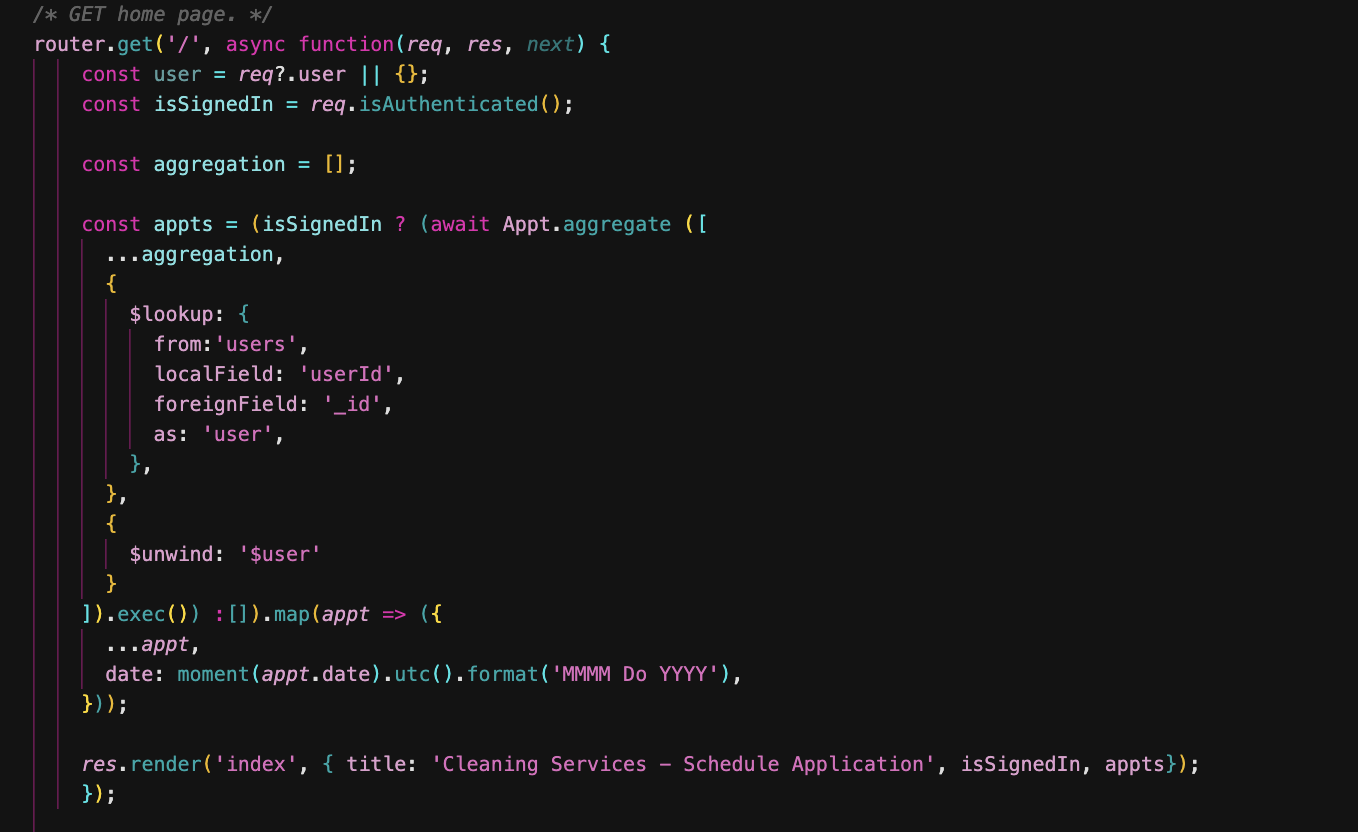 /* GET home page. */
router.get('/', async function(req, res, next) {
const user = req?.user || {};
const isSignedIn = req.isAuthenticated();
const aggregation = [];
const appts = (isSignedIn ? (await Appt.aggregate ([
...aggregation,
{
$lookup: {
from:'users',
localField: 'userId',
foreignField: '_id',
as: 'user',
},
},
{
$unwind: '$user'
}
]).exec()) :[]).map(appt => ({
...appt,
date: moment(appt.date).utc().format('MMMM Do YYYY'),
}));
res.render('index', { title: 'Cleaning Services - Schedule Application', isSignedIn, appts});
});